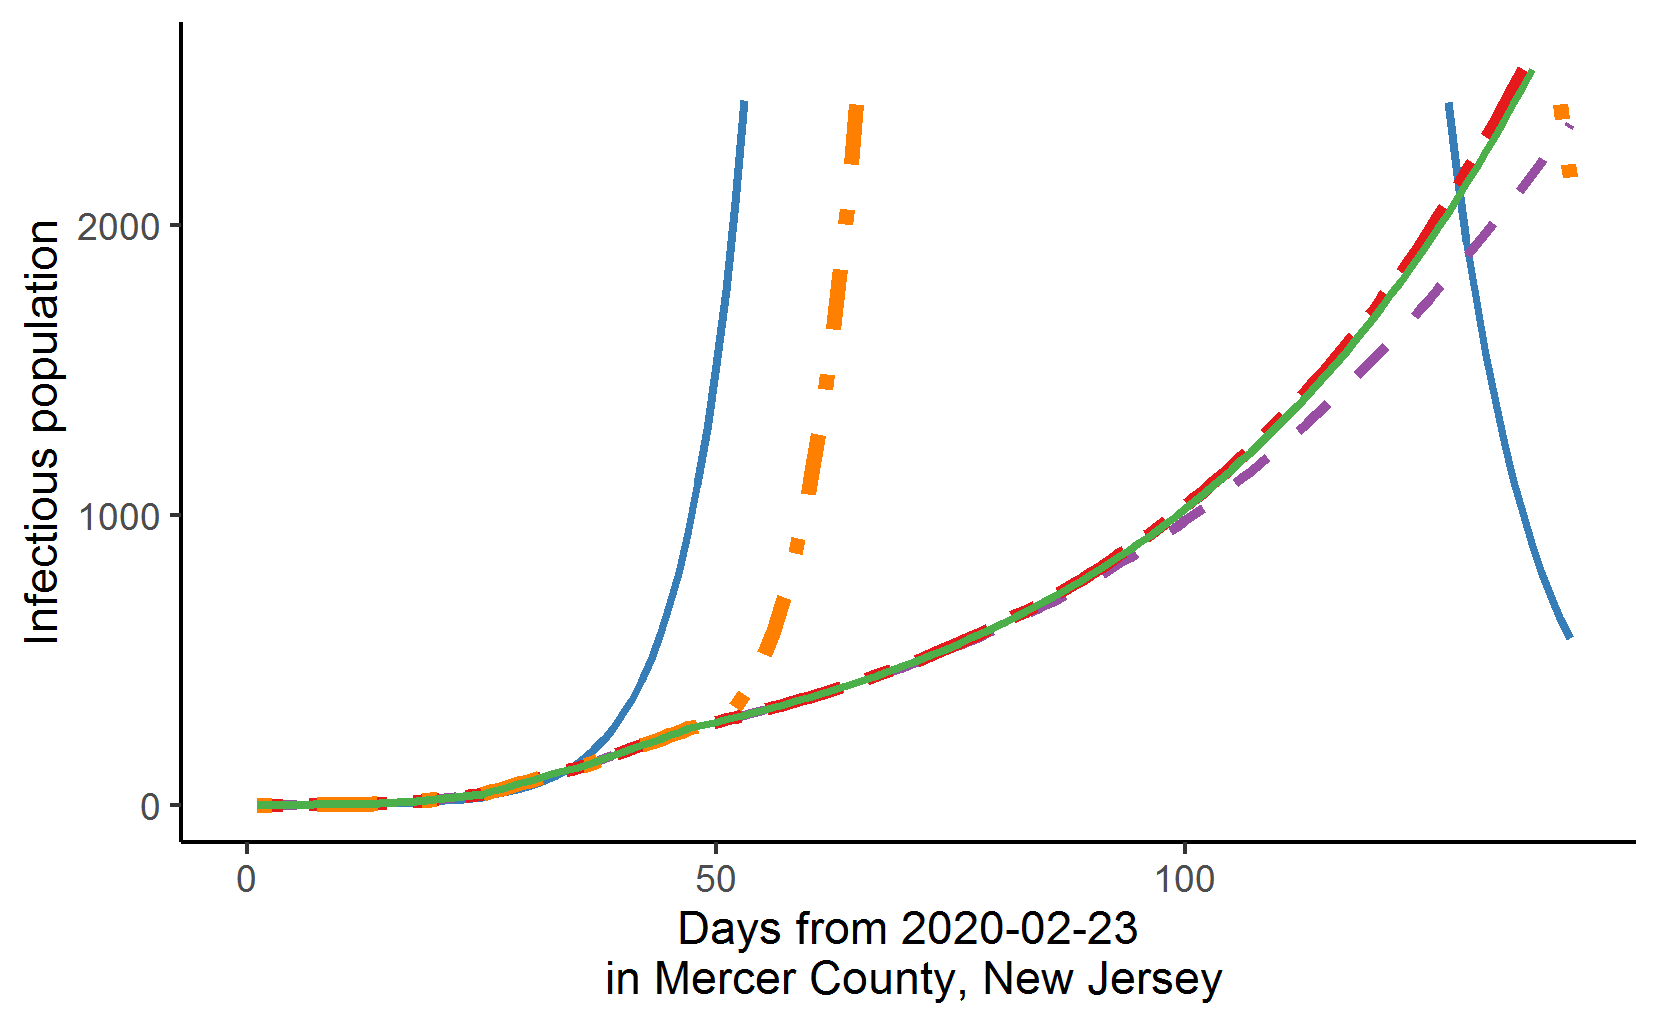 Infectious population
2000
1000
0
0 50 100
Days from 2020-02-23
in Mercer County, New Jersey